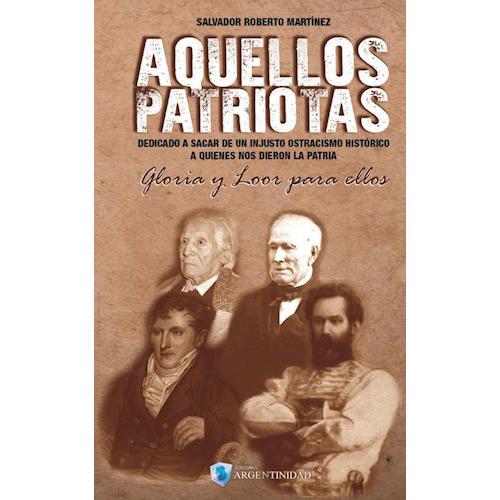 SALVADOR ROBERTO MARTÍNEZ
AQUELLOS
PATRIOTAS
DEDICADO A SACAR DE UN INJUSTO OSTRACISMO HISTÓRICO
A QUIENES NOS DIERON LA PATRIA
Gloria y Loor para ellos
EDICIONES
ARGENTINIDAD